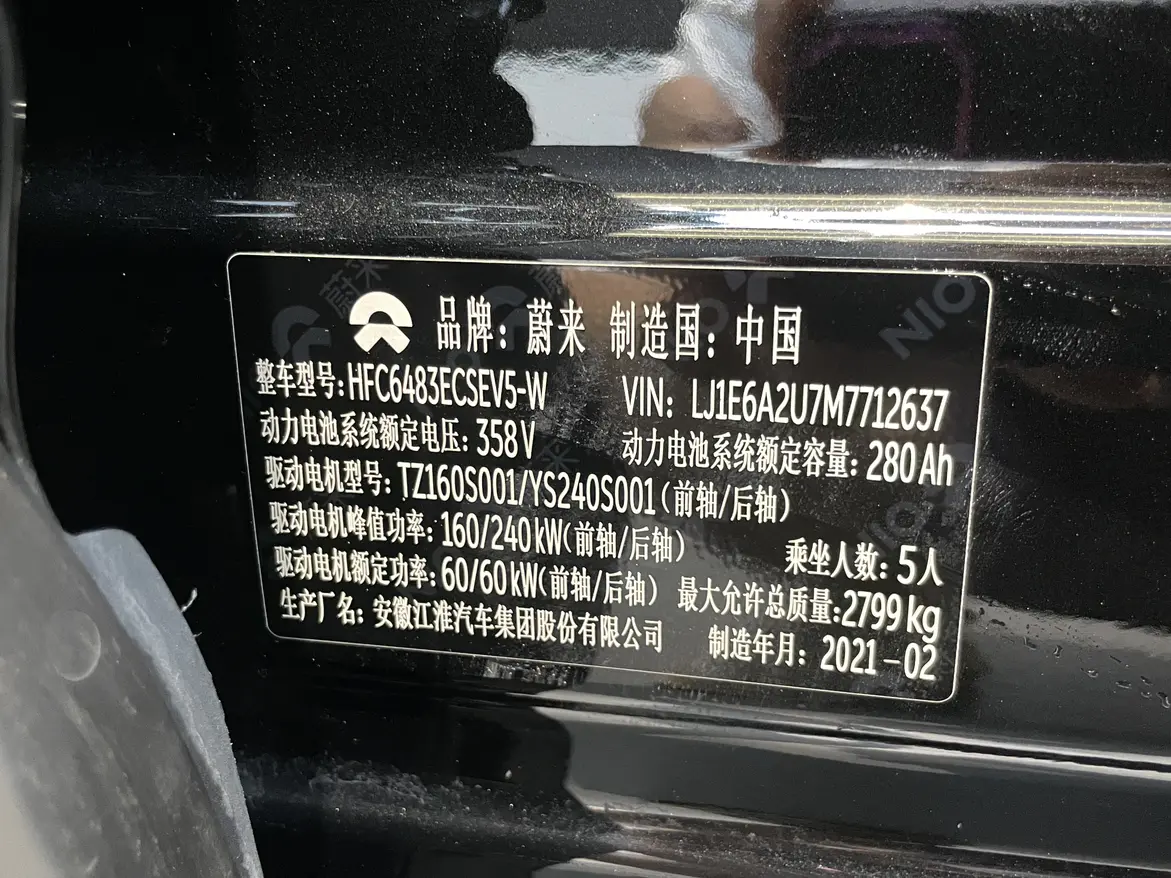 品牌：蔚来 制造国：中国
整车型号：HFC6483ECSEV5-W VIN：LJ1E6A2U7M7712637
动力电池系统额定电压：358V 动力电池系统额定容量：280Ah
驱动电机型号：TZ160S001/YS240S001（前轴/后轴）
驱动电机峰值功率：160/240kW（前轴/后轴） 乘坐人数：5人
驱动电机额定功率：60/60kW（前轴/后轴） 最大允许总质量：2799kg
生产厂名：安徽江淮汽车集团股份有限公司 制造年月：2021-02
蔚来
NIO
NIO